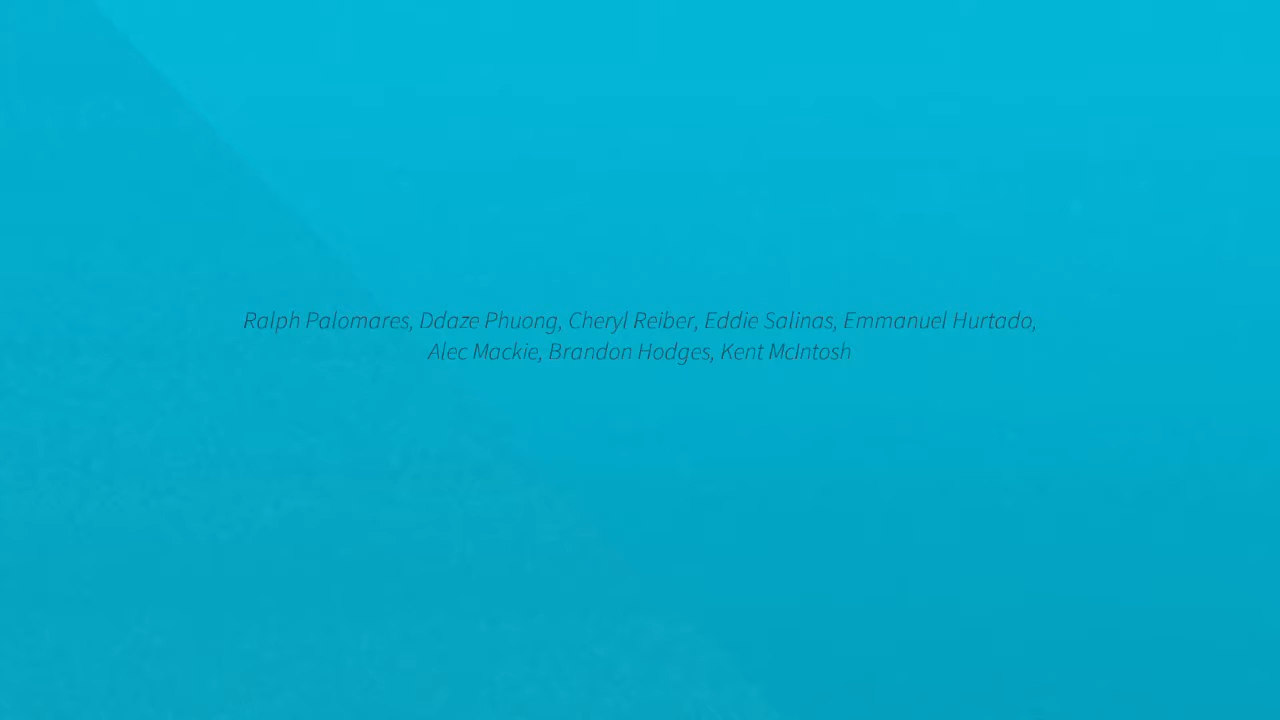 Ralph Palomares, Ddaze Phuong, Cheryl Reiber, Eddie Salinas, Emmanuel Hurtado,
Alec Mackie, Brandon Hodges, Kent McIntosh